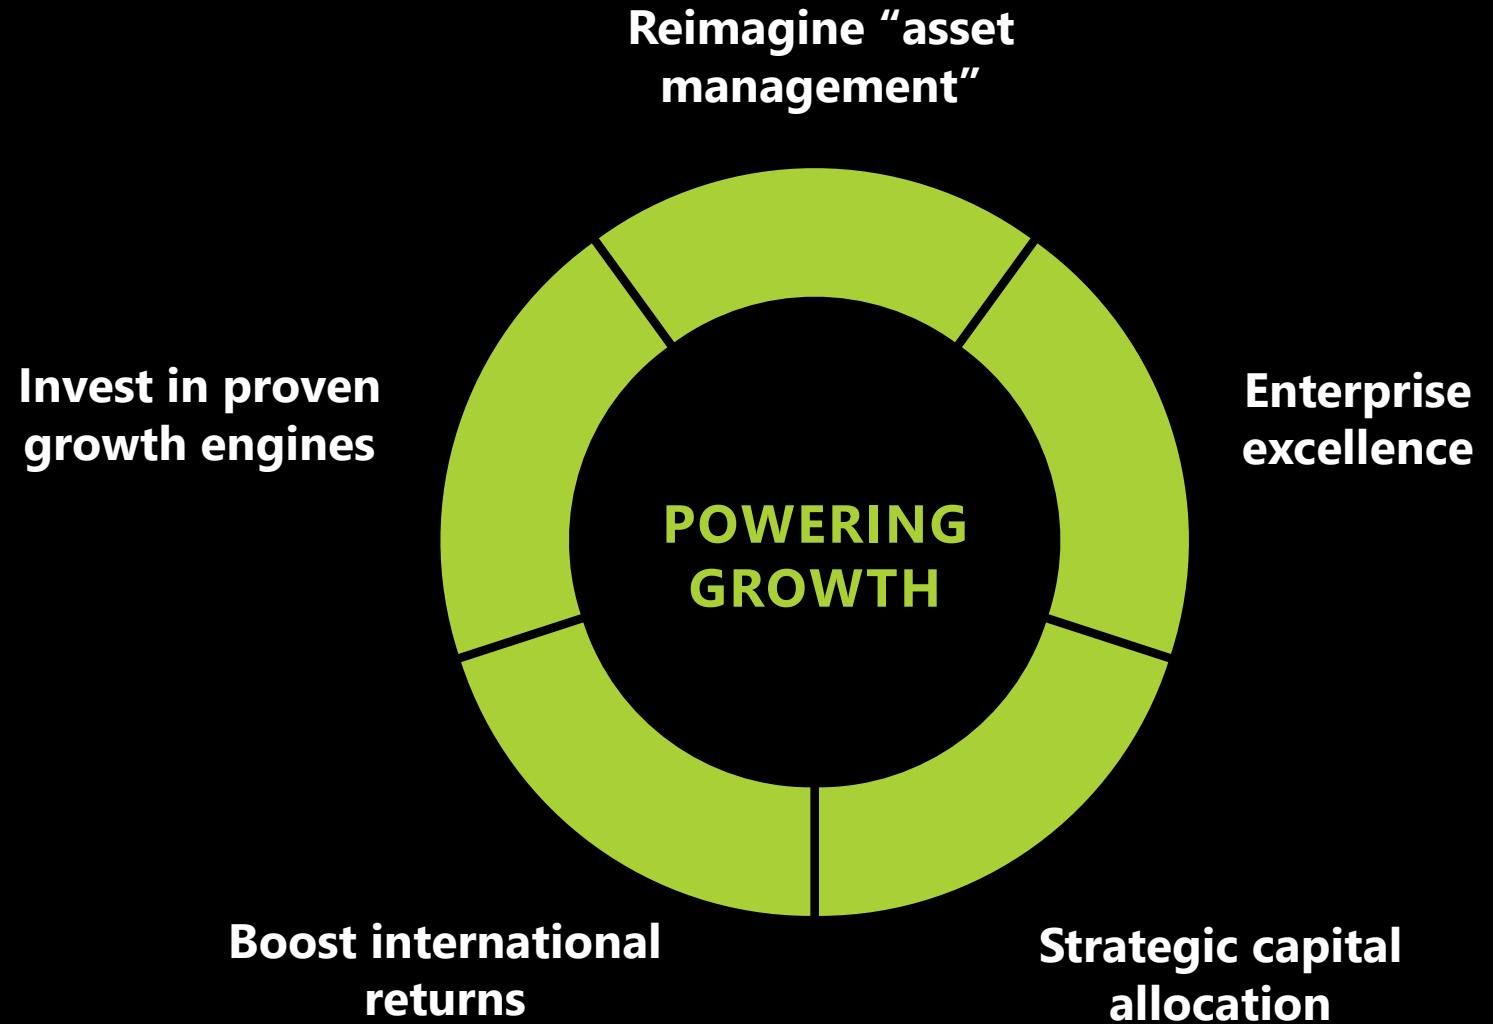 Reimagine “asset
management”
Invest in proven
growth engines
Enterprise
excellence
POWERING
GROWTH
Boost international
returns
Strategic capital
allocation